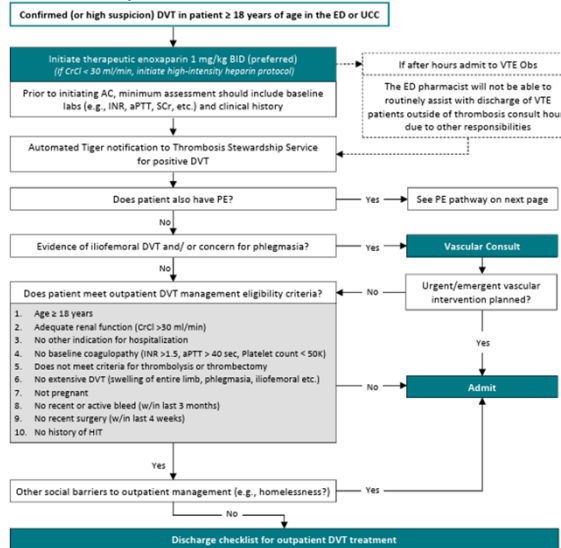 Confirmed (or high suspicion) DVT in patient ≥ 18 years of age in the ED or UCC
Initiate therapeutic enoxaparin 1 mg/kg BID (preferred)
(if CrCl < 30 ml/min, initiate high-intensity heparin protocol)
Prior to initiating AC, minimum assessment should include baseline
labs (e.g., INR, aPTT, SCr, etc.) and clinical history
If after hours admit to VTE Obs
The ED pharmacist will not be able to
routinely assist with discharge of VTE
patients outside of thrombosis consult hour
due to other responsibilities
Automated Tiger notification to Thrombosis Stewardship Service
for positive DVT
Does patient also have PE?
Yes
See PE pathway on next page
No
Evidence of iliofemoral DVT and/ or concern for phlegmasia?
Yes
Vascular Consult
No
Urgent/emergent vascular
intervention planned?
No
Does patient meet outpatient DVT management eligibility criteria?
1. Age ≥ 18 years
2. Adequate renal function (CrCl >30 ml/min)
3. No other indication for hospitalization
4. No baseline coagulopathy (INR >1.5, aPTT > 40 sec, Platelet count < 50K)
5. Does not meet criteria for thrombolysis or thrombectomy
6. No extensive DVT (swelling of entire limb, phlegmasia, iliofemoral etc.)
7. Not pregnant
8. No recent or active bleed (w/in last 3 months)
9. No recent surgery (w/in last 4 weeks)
10. No history of HIT
Yes
No
Admit
Yes
Other social barriers to outpatient management (e.g., homelessness?)
Yes
No
Discharge checklist for outpatient DVT treatment